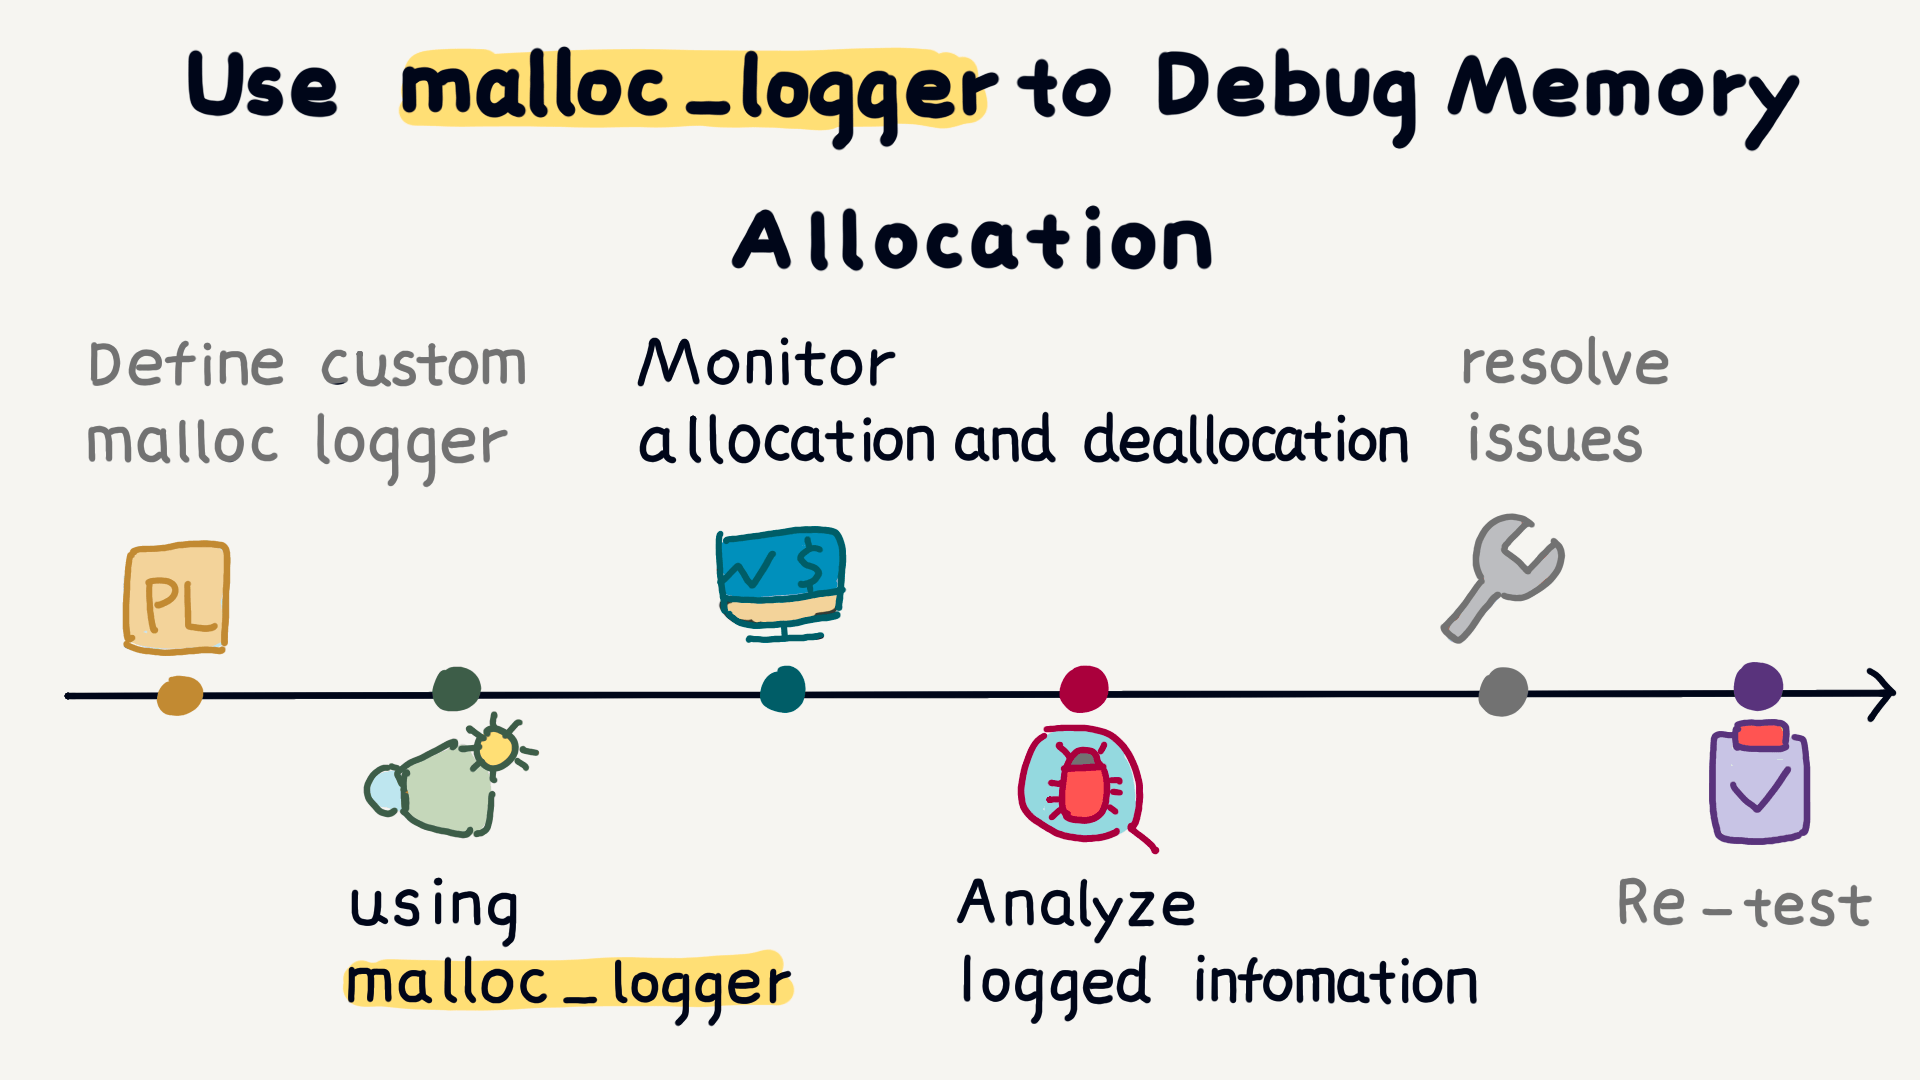 Use malloc_logger to Debug Memory
Allocation
Define custom
malloc logger
PL
using
malloc_logger
Monitor
allocation and deallocation
$
Analyze
logged infomation
resolve
issues
Re-test